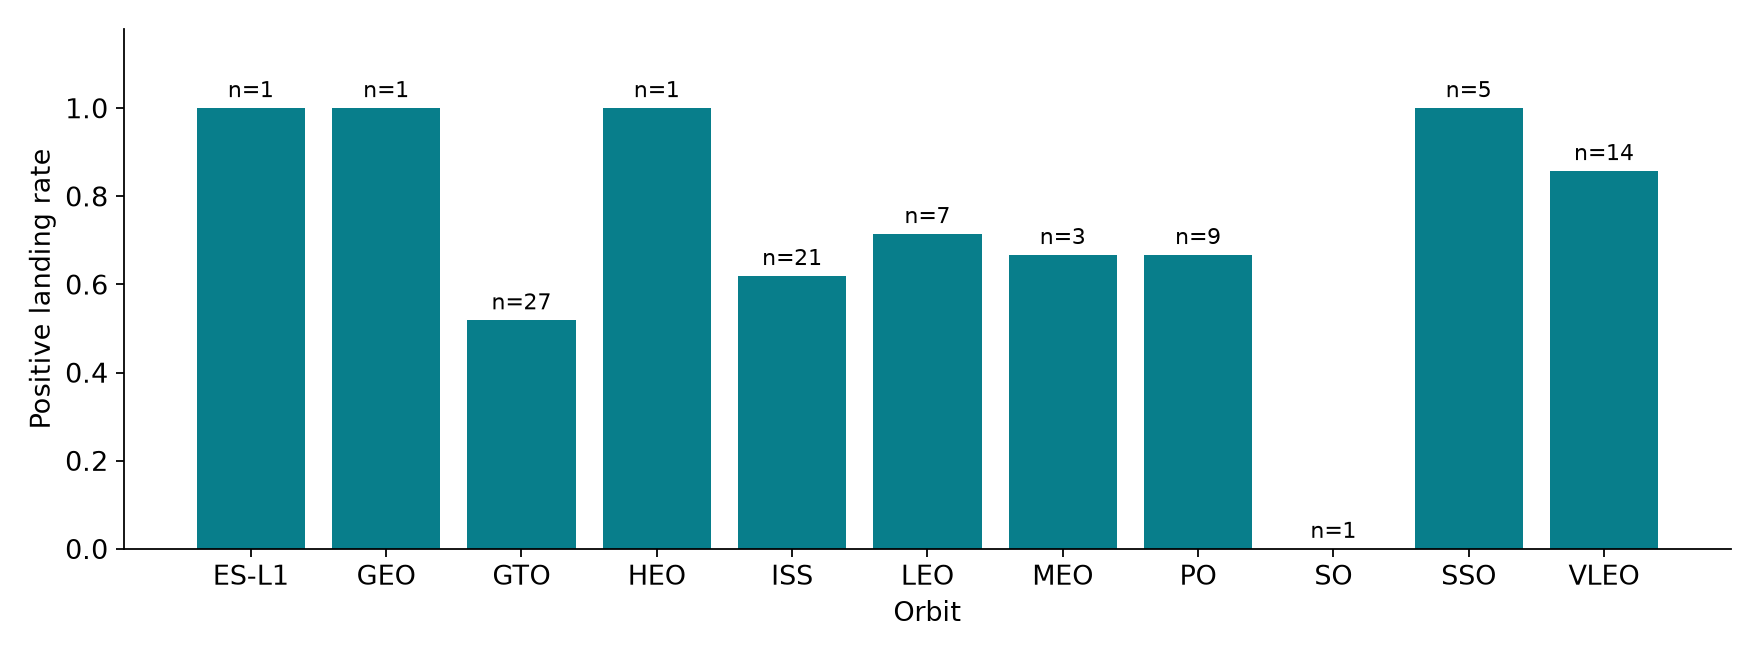 Positive landing rate
1.0
0.8
0.6
0.4
0.2
0.0
n=1
n=1
n=27
n=1
n=21
n=7
n=3
n=9
n=1
n=5
n=14
ES-L1 GEO GTO HEO ISS LEO MEO PO SO SSO VLEO
Orbit